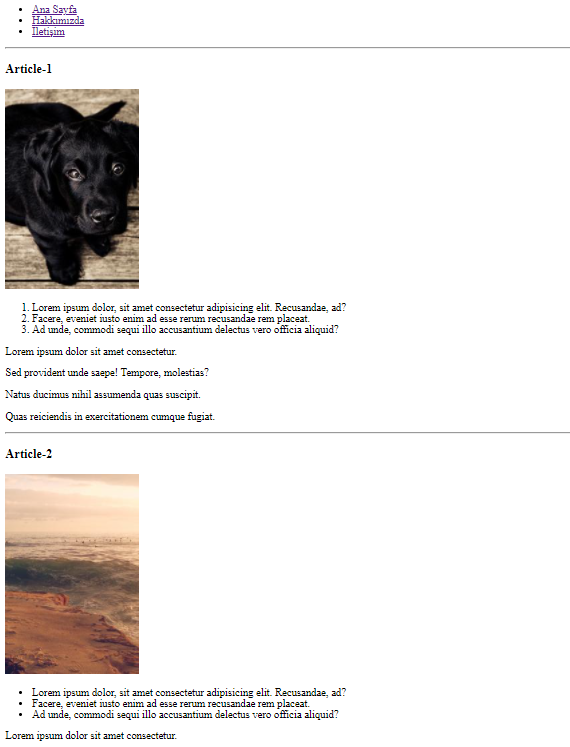 Ana Sayfa
Hakkımızda
İletişim
Article-1
1. Lorem ipsum dolor, sit amet consectetur adipisicing elit. Recusandae, ad?
2. Facere, eveniet iusto enim ad esse rerum recusandae rem placeat.
3. Ad unde, commodi sequi illo accusantium delectus vero officia aliquid?
Lorem ipsum dolor sit amet consectetur.
Sed provident unde saepe! Tempore, molestias?
Natus ducimus nihil assumenda quas suscipit.
Quas reiciendis in exercitationem cumque fugiat.
Article-2
Lorem ipsum dolor, sit amet consectetur adipisicing elit. Recusandae, ad?
Facere, eveniet iusto enim ad esse rerum recusandae rem placeat.
Ad unde, commodi sequi illo accusantium delectus vero officia aliquid?
Lorem ipsum dolor sit amet consectetur.